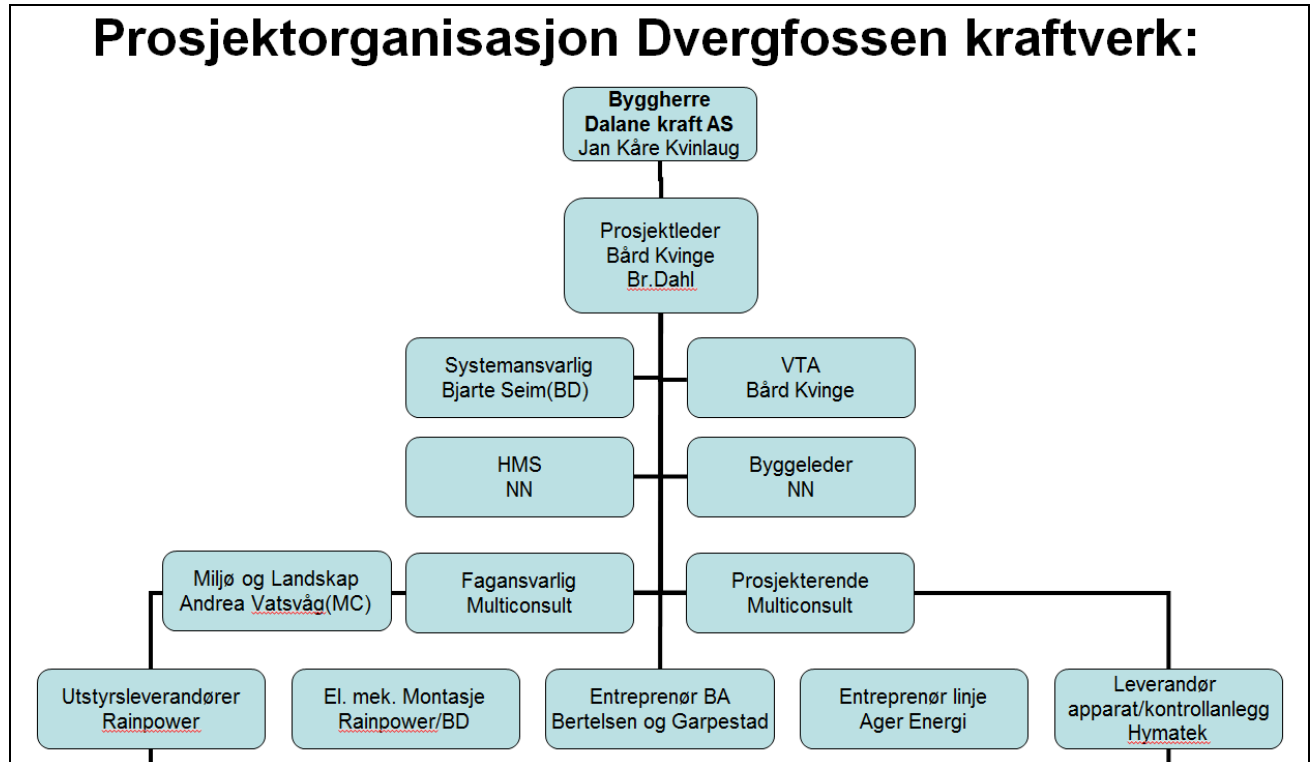 Prosjektorganisasjon Dvergfossen kraftverk:
Byggherre
Dalane kraft AS
Jan Kåre Kvinlaug
Prosjektleder
Bård Kvinge
Br.Dahl
Systemansvarlig
Bjarte Seim(BD)
VTA
Bård Kvinge
HMS
NN
Byggeleder
NN
Miljø og Landskap
Andrea Vatsvåg(MC)
Fagansvarlig
Multiconsult
Prosjekterende
Multiconsult
Utstyrsleverandører
Rainpower
El. mek. Montasje
Rainpower/BD
Entreprenør BA
Bertelsen og Garpestad
Entreprenør linje
Ager Energi
Leverandør
apparat/kontrollanlegg
Hymatek